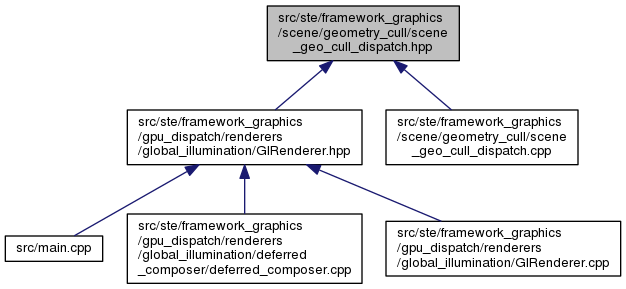 src/ste/framework_graphics
/scene/geometry_cull/scene
_geo_cull_dispatch.hpp
src/ste/framework_graphics
/gpu_dispatch/renderers
/global_illumination/GIRenderer.hpp
src/ste/framework_graphics
/scene/geometry_cull/scene
_geo_cull_dispatch.cpp
src/main.cpp
src/ste/framework_graphics
/gpu_dispatch/renderers
/global_illumination/deferred
_composer/deferred_composer.cpp
src/ste/framework_graphics
/gpu_dispatch/renderers
/global_illumination/GIRenderer.cpp